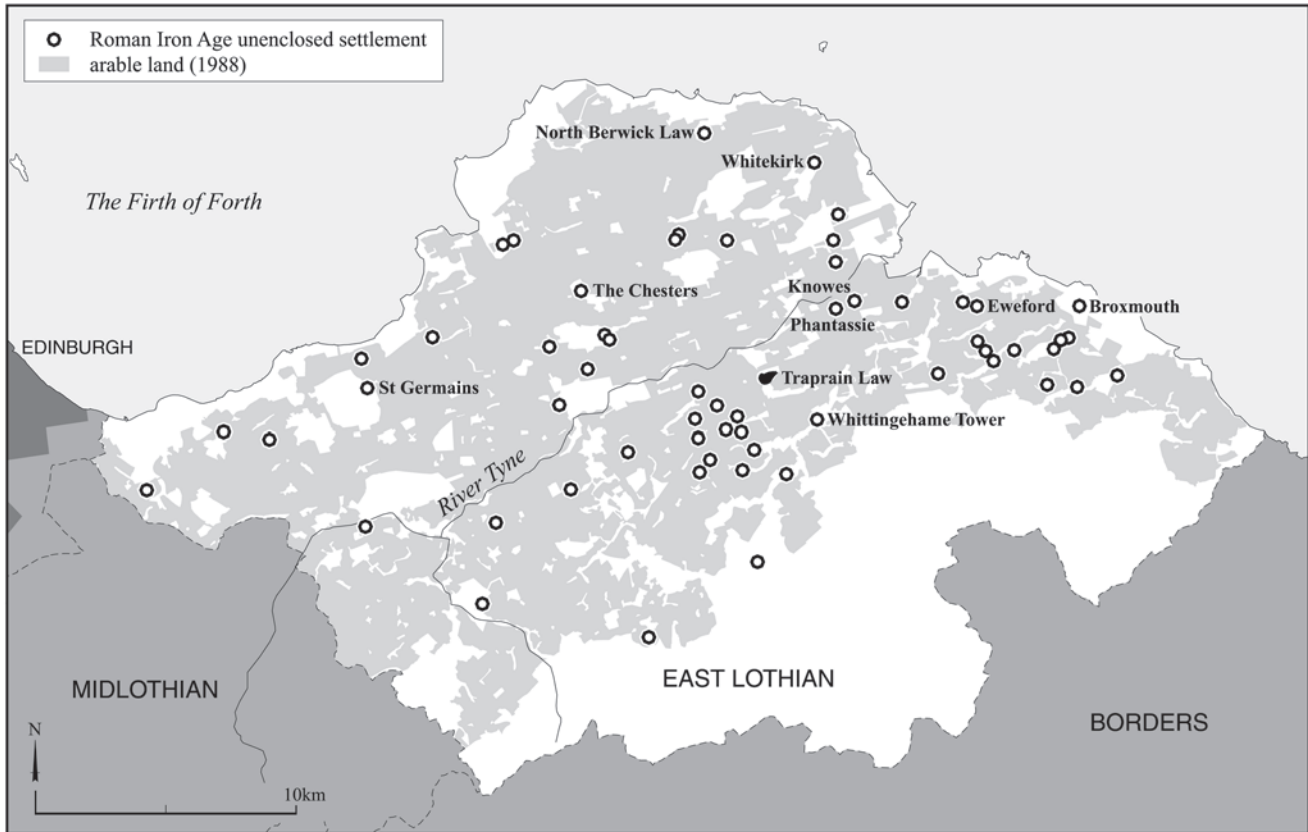 Roman Iron Age unenclosed settlement
arable land (1988)
North Berwick Law
Whitekirk
The Firth of Forth
The Chesters
Knowes
Phantassie
Eweford
Broxmouth
EDINBURGH
St Germains
Traprain Law
Whittingehame Tower
River Tyne
MIDLOTHIAN
EAST LOTHIAN
BORDERS
N
10km